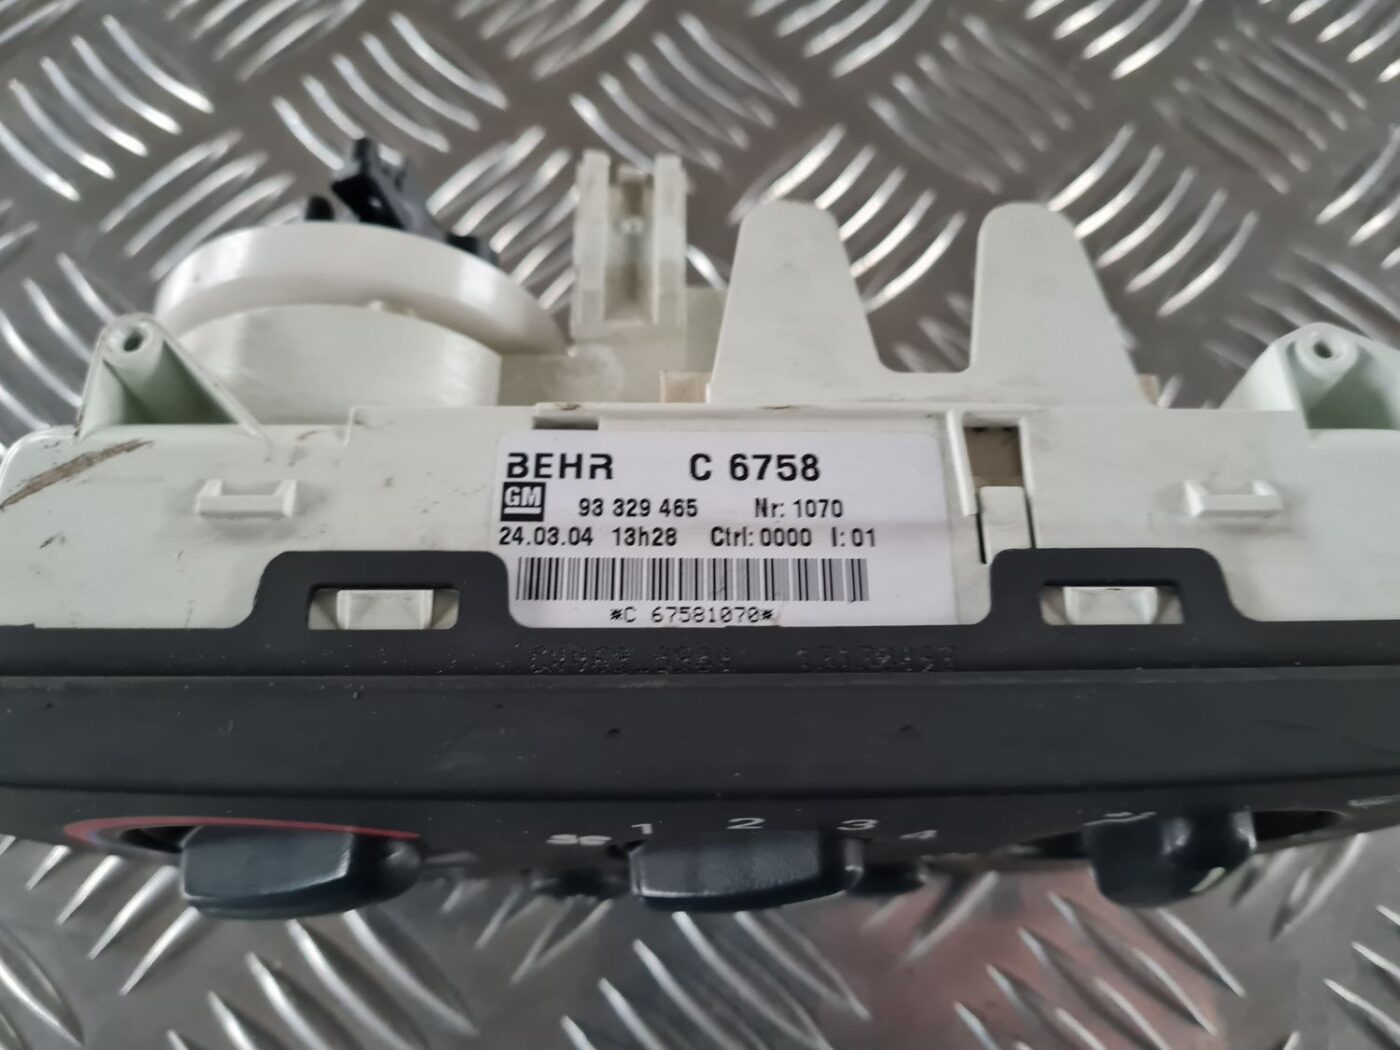 BEHR C 6758
GM 93 329 465 Nr: 1070
24.03.04 13h28 Ctrl: 0000 I: 01
*C 67581070*
1 2 3 4